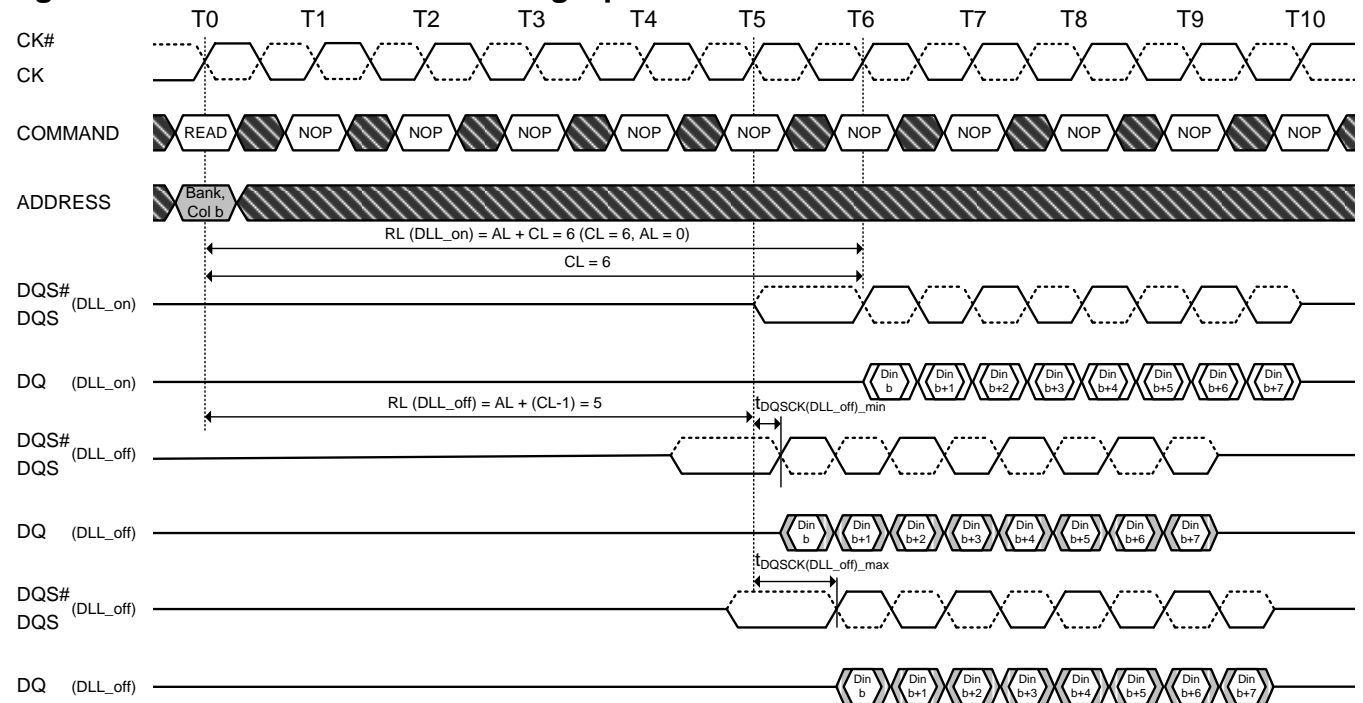 T0 T1 T2 T3 T4 T5 T6 T7 T8 T9 T10
CK#
CK
COMMAND READ NOP NOP NOP NOP NOP NOP NOP NOP NOP NOP
ADDRESS Bank, Col b
RL (DLL_on) = AL + CL = 6 (CL = 6, AL = 0)
CL = 6
DQS# (DLL_on)
DQS
DQ (DLL_on) Din b Din b+1 Din b+2 Din b+3 Din b+4 Din b+5 Din b+6 Din b+7
RL (DLL_off) = AL + (CL-1) = 5 tDQSCK(DLL_off)_min
DQS# (DLL_off)
DQS
DQ (DLL_off) Din b Din b+1 Din b+2 Din b+3 Din b+4 Din b+5 Din b+6 Din b+7
tDQSCK(DLL_off)_max
DQS# (DLL_off)
DQS
DQ (DLL_off) Din b Din b+1 Din b+2 Din b+3 Din b+4 Din b+5 Din b+6 Din b+7